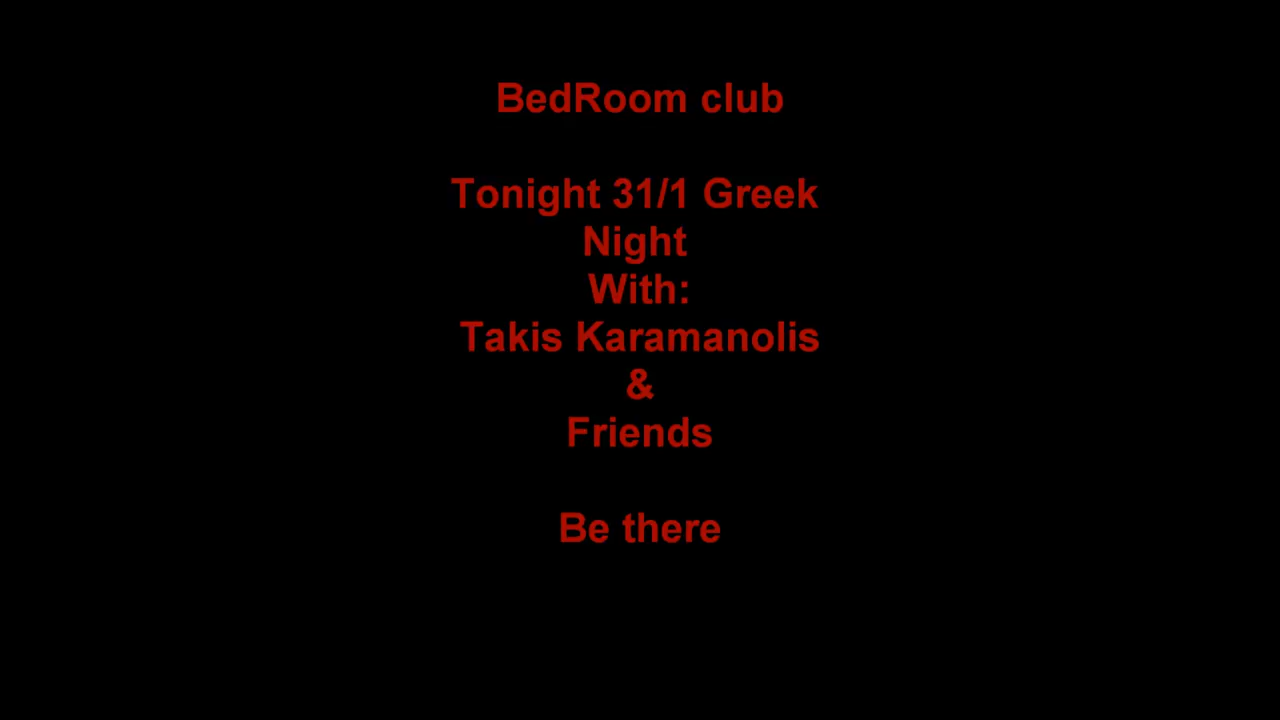 BedRoom club
Tonight 31/1 Greek
Night
With:
Takis Karamanolis
&
Friends
Be there